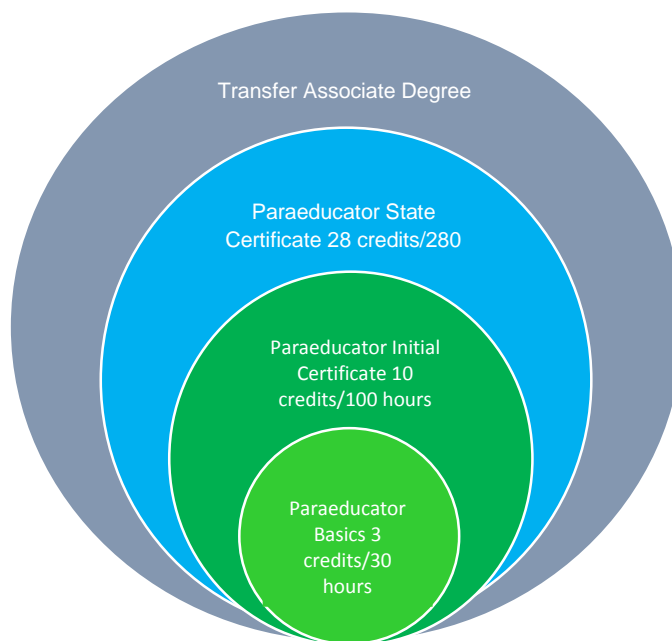 Transfer Associate Degree
Paraeducator State
Certificate 28 credits/280
Paraeducator Initial
Certificate 10
credits/100 hours
Paraeducator
Basics 3
credits/30
hours